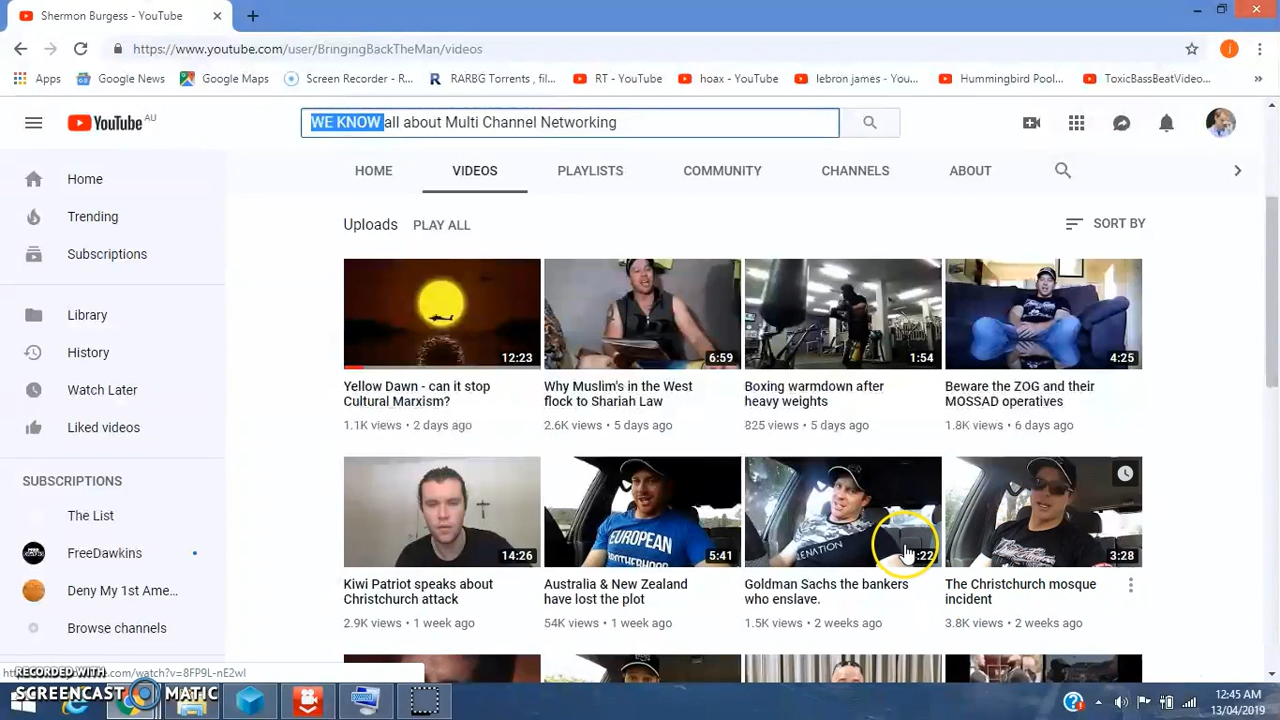 Shermon Burgess - YouTube
https://www.youtube.com/user/BringingBackTheMan/videos
Apps Google News Google Maps Screen Recorder - R... RARBG Torrents , fil... RT - YouTube hoax - YouTube lebron james - You... Hummingbird Pool... ToxicBassBeatVideo... »
YouTube AU
WE KNOW all about Multi Channel Networking
HOME VIDEOS PLAYLISTS COMMUNITY CHANNELS ABOUT
Home
Trending
Subscriptions
Library
History
Watch Later
Liked videos
SUBSCRIPTIONS
The List
FreeDawkins
Deny My 1st Ame...
Browse channels
Uploads PLAY ALL SORT BY
12:23 6:59 1:54 4:25
Yellow Dawn - can it stop
Cultural Marxism?
1.1K views • 2 days ago
Why Muslim's in the West
flock to Shariah Law
2.6K views • 5 days ago
Boxing warmdown after
heavy weights
825 views • 5 days ago
Beware the ZOG and their
MOSSAD operatives
1.8K views • 6 days ago
EUROPEAN
14:26 5:41 :22 3:28
Kiwi Patriot speaks about
Christchurch attack
2.9K views • 1 week ago
Australia & New Zealand
have lost the plot
54K views • 1 week ago
Goldman Sachs the bankers
who enslave.
1.5K views • 2 weeks ago
The Christchurch mosque
incident
3.8K views • 2 weeks ago
.com/watch?v=8FP9L-nE2wI
RECORDED WITH
SCREENCAST MATIC
12:45 AM
13/04/2019